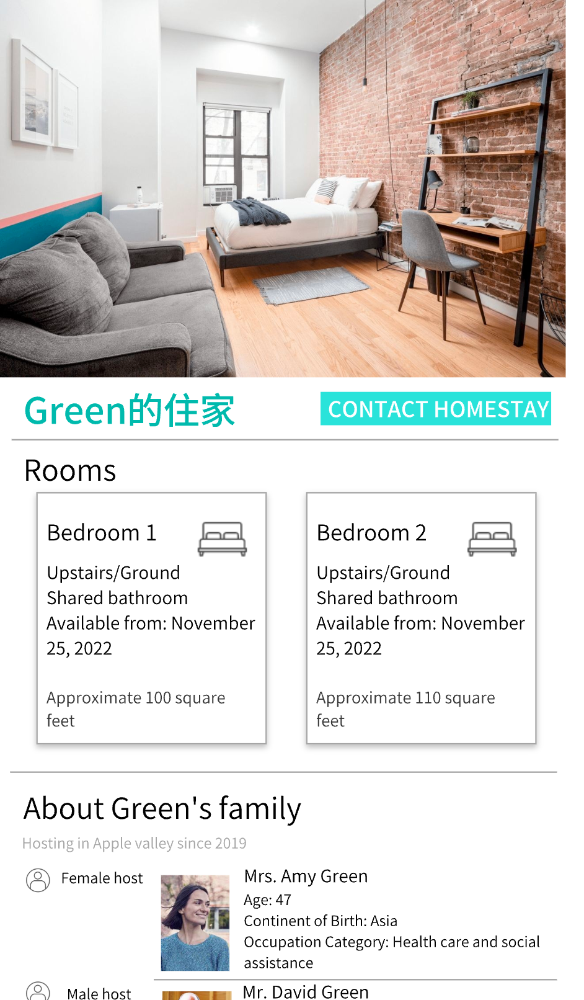 Green的住家
CONTACT HOMESTAY
Rooms
Bedroom 1
Upstairs/Ground
Shared bathroom
Available from: November
25, 2022
Approximate 100 square
feet
Bedroom 2
Upstairs/Ground
Shared bathroom
Available from: November
25, 2022
Approximate 110 square
feet
About Green's family
Hosting in Apple valley since 2019
Female host
Mrs. Amy Green
Age: 47
Continent of Birth: Asia
Occupation Category: Health care and social
assistance
Male host
Mr. David Green